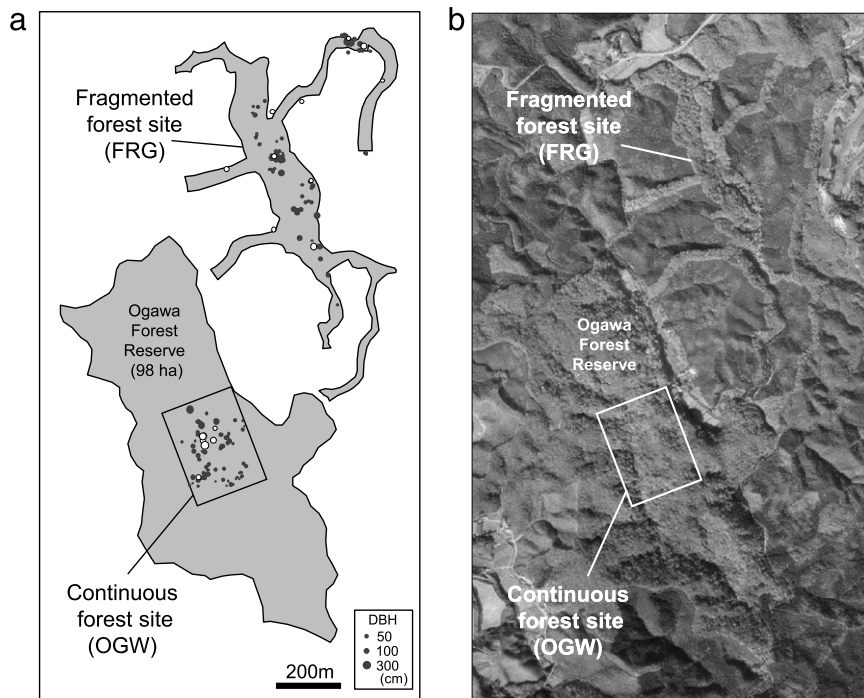 a
Fragmented
forest site
(FRG)
Ogawa
Forest
Reserve
(98 ha)
Continuous
forest site
(OGW)
DBH
50
100
300
(cm)
200m
b
Fragmented
forest site
(FRG)
Ogawa
Forest
Reserve
Continuous
forest site
(OGW)